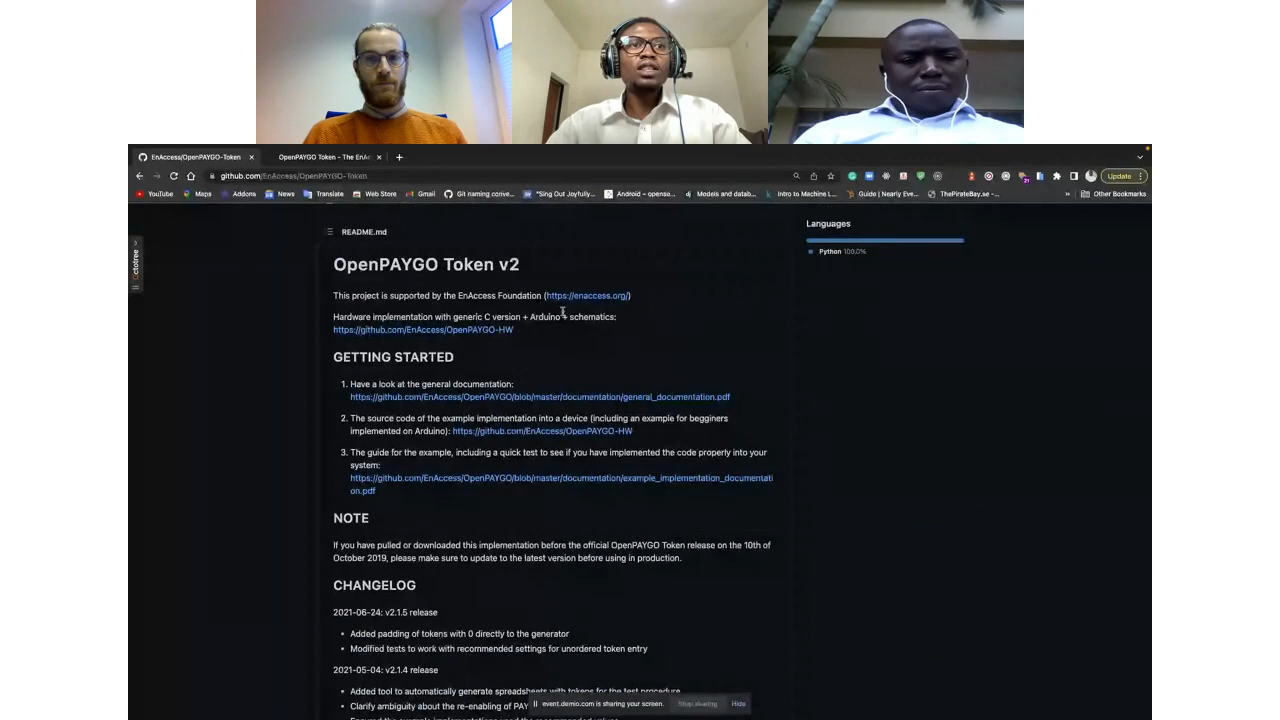 EnAccess/OpenPAYGO-Token
OpenPAYGO Token - The EnA
github.com/EnAccess/OpenPAYGO-Token
Update
YouTube Maps Addons News Translate Web Store Gmail Git naming conve... "Sing Out Joyfully... Android – openso... Models and datab... Intro to Machine L... Guide | Nearly Eve... ThePirateBay.se -... » Other Bookmarks
Octotree
README.md
Languages
Python 100.0%
OpenPAYGO Token v2
This project is supported by the EnAccess Foundation (https://enaccess.org/)
Hardware implementation with generic C version + Arduino + schematics:
https://github.com/EnAccess/OpenPAYGO-HW
GETTING STARTED
1. Have a look at the general documentation:
https://github.com/EnAccess/OpenPAYGO/blob/master/documentation/general_documentation.pdf
2. The source code of the example implementation into a device (including an example for begginers
implemented on Arduino): https://github.com/EnAccess/OpenPAYGO-HW
3. The guide for the example, including a quick test to see if you have implemented the code properly into your
system:
https://github.com/EnAccess/OpenPAYGO/blob/master/documentation/example_implementation_documentati
on.pdf
NOTE
If you have pulled or downloaded this implementation before the official OpenPAYGO Token release on the 10th of
October 2019, please make sure to update to the latest version before using in production.
CHANGELOG
2021-06-24: v2.1.5 release
• Added padding of tokens with 0 directly to the generator
• Modified tests to work with recommended settings for unordered token entry
2021-05-04: v2.1.4 release
• Added tool to automatically generate spreadsheets with tokens for the test procedure
• Clarify ambiguity about the re-enabling of PAY
event.demio.com is sharing your screen. Stop sharing Hide